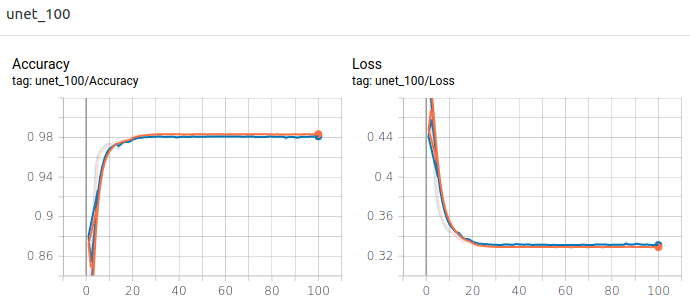 unet_100
Accuracy
tag: unet_100/Accuracy
0.98
0.94
0.9
0.86
0 20 40 60 80 100
Loss
tag: unet_100/Loss
0.44
0.4
0.36
0.32
0 20 40 60 80 100